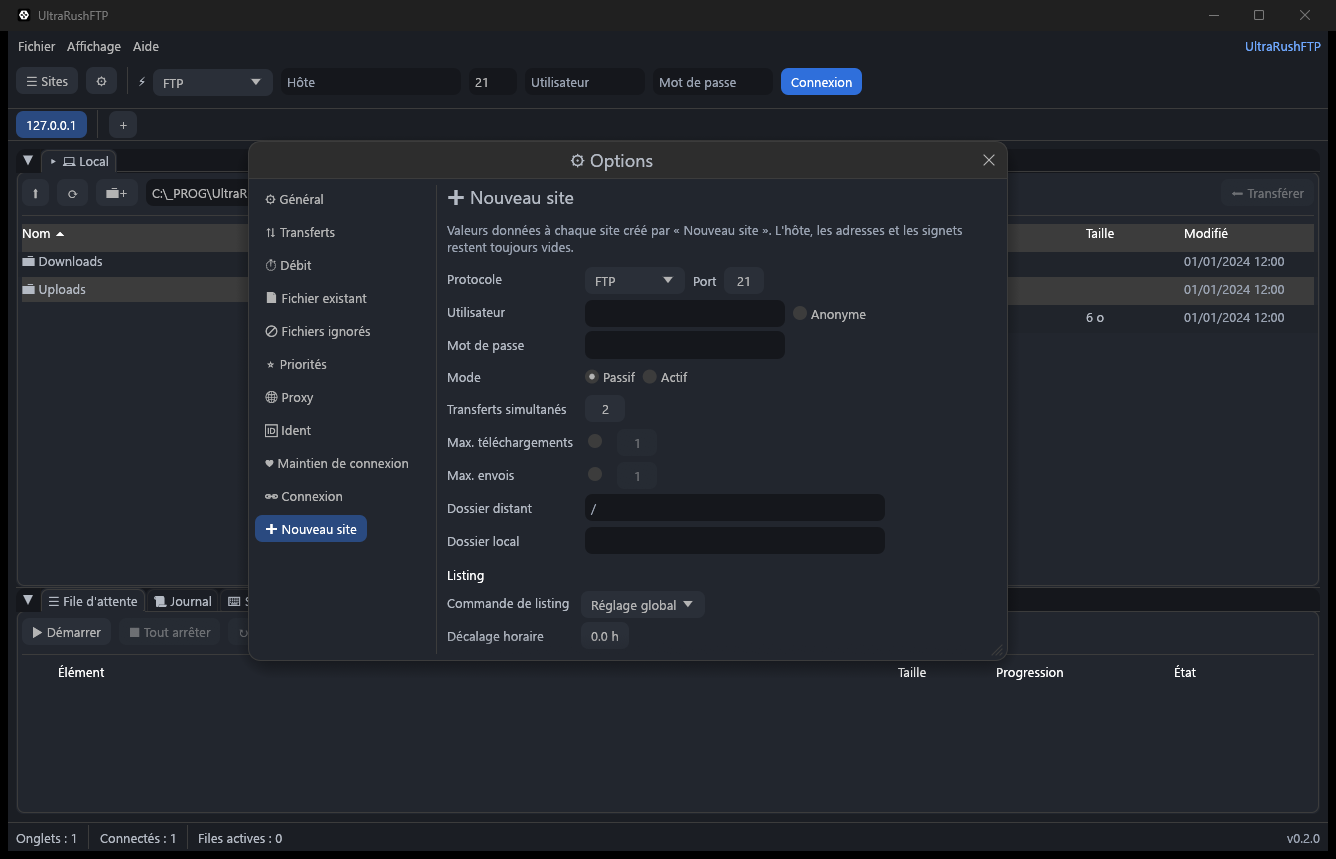 UltraRushFTP
Fichier Affichage Aide UltraRushFTP
Sites FTP Hôte 21 Utilisateur Mot de passe Connexion
127.0.0.1 +
Local
C:\_PROG\UltraR Transférer
Nom Taille Modifié
Downloads 01/01/2024 12:00
Uploads 01/01/2024 12:00
6 o 01/01/2024 12:00
Options
Général
Transferts
Débit
Fichier existant
Fichiers ignorés
Priorités
Proxy
Ident
Maintien de connexion
Connexion
Nouveau site
Nouveau site
Valeurs données à chaque site créé par « Nouveau site ». L'hôte, les adresses et les signets
restent toujours vides.
Protocole FTP Port 21
Utilisateur Anonyme
Mot de passe
Mode Passif Actif
Transferts simultanés 2
Max. téléchargements 1
Max. envois 1
Dossier distant /
Dossier local
Listing
Commande de listing Réglage global
Décalage horaire 0.0 h
File d'attente Journal
Démarrer Tout arrêter
Élément Taille Progression État
Onglets : 1 Connectés : 1 Files actives : 0 v0.2.0